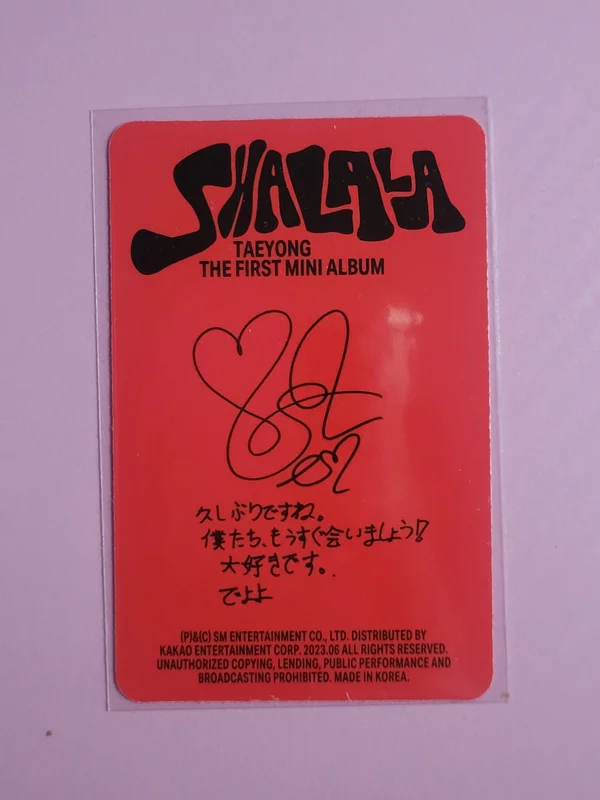 SHALALA
TAEYONG
THE FIRST MINI ALBUM
久しぶりですね。
僕たち、もうすぐ会いましょう!?
大好きです。
でよよ
(P)&(C) SM ENTERTAINMENT CO., LTD. DISTRIBUTED BY
KAKAO ENTERTAINMENT CORP. 2023.06 ALL RIGHTS RESERVED.
UNAUTHORIZED COPYING, LENDING, PUBLIC PERFORMANCE AND
BROADCASTING PROHIBITED. MADE IN KOREA.